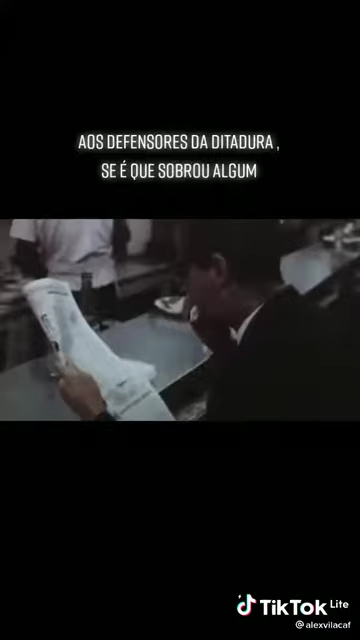 AOS DEFENSORES DA DITADURA ,
SE É QUE SOBROU ALGUM
TikTok Lite
@alexvilacaf